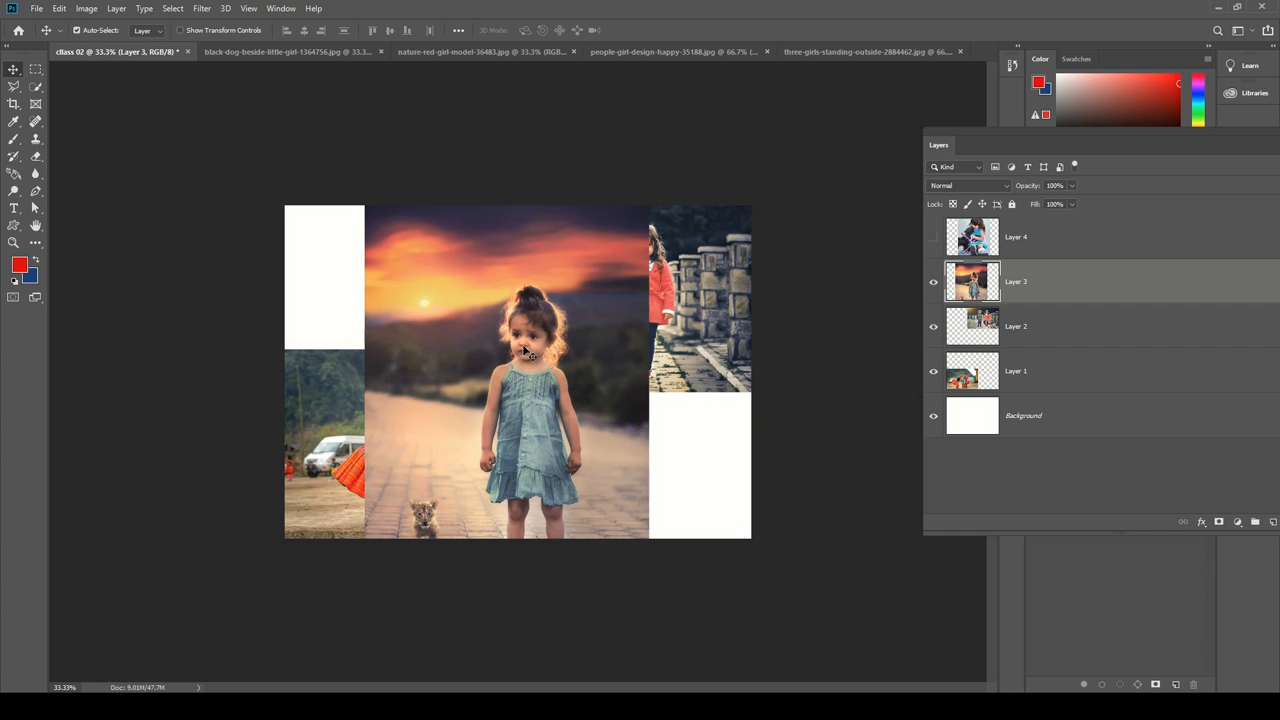 Ps File Edit Image Layer Type Select Filter 3D View Window Help
Auto-Select: Layer Show Transform Controls 3D Mode:
cllass 02 @ 33.3% (Layer 3, RGB/8) * black-dog-beside-little-girl-1364756.jpg @ 33.3... nature-red-girl-model-36483.jpg @ 33.3% (RGB... people-girl-design-happy-35188.jpg @ 66.7% (... three-girls-standing-outside-2884462.jpg @ 66....
Color Swatches
Learn
Libraries
Layers
Kind
Normal Opacity: 100%
Lock: Fill: 100%
Layer 4
Layer 3
Layer 2
Layer 1
Background
33.33% Doc: 9.01M/47.7M